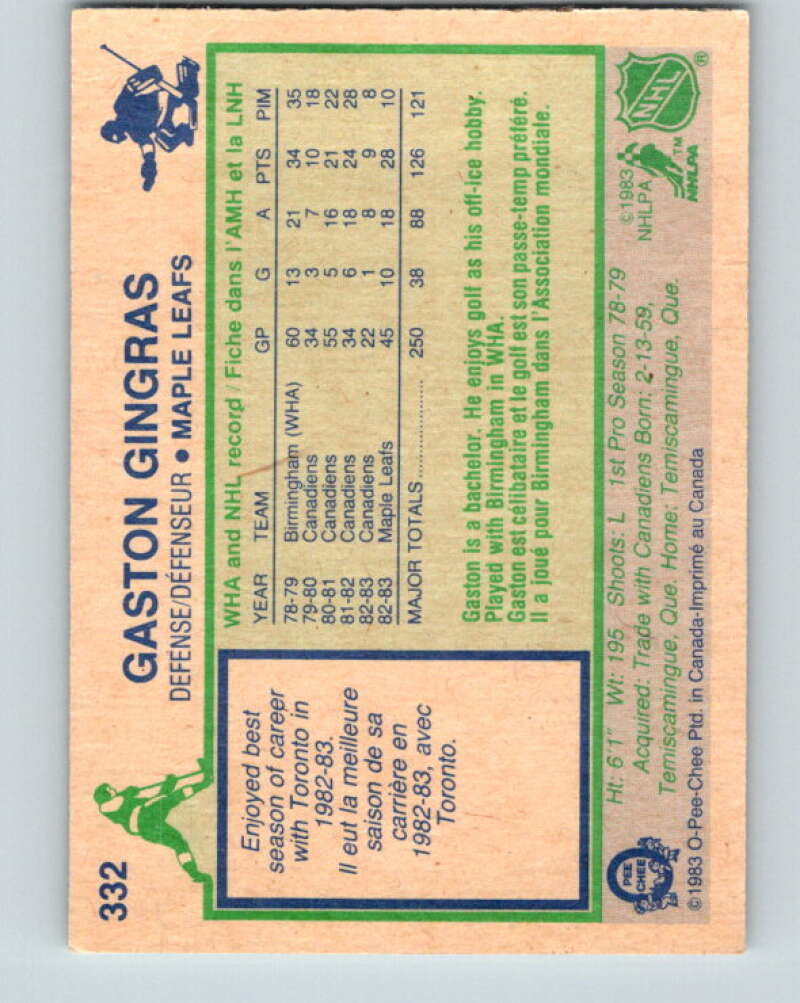 332
GASTON GINGRAS
DEFENSE/DÉFENSEUR • MAPLE LEAFS
Enjoyed best
season of career
with Toronto in
1982-83.
Il eut la meilleure
saison de sa
carrière en
1982-83, avec
Toronto.
WHA and NHL record / Fiche dans l'AMH et la LNH
YEAR TEAM GP G A PTS PIM
78-79 Birmingham (WHA) 60 13 21 34 35
79-80 Canadiens 34 3 7 10 18
80-81 Canadiens 55 5 16 21 22
81-82 Canadiens 34 6 18 24 28
82-83 Canadiens 22 1 8 9 8
82-83 Maple Leafs 45 10 18 28 10
MAJOR TOTALS 250 38 88 126 121
Gaston is a bachelor. He enjoys golf as his off-ice hobby.
Played with Birmingham in WHA.
Gaston est célibataire et le golf est son passe-temp préféré.
Il a joué pour Birmingham dans l'Association mondiale.
Ht: 6'1" Wt: 195 Shoots: L 1st Pro Season 78-79
Acquired: Trade with Canadiens Born: 2-13-59,
Temiscamingue, Que. Home: Temiscamingue, Que.
©1983 O-Pee-Chee Ptd. in Canada-Imprimé au Canada
O
PEE
CHEE
©1983
NHLPA
NHLPA™
NHL®